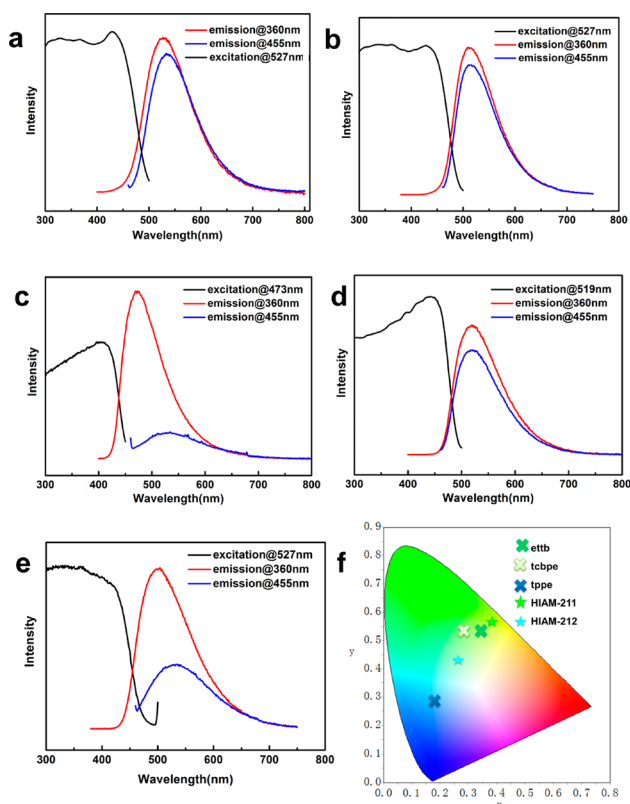 a
emission@360nm
emission@455nm
excitation@527nm
Intensity
300 400 500 600 700 800
Wavelength(nm)
b
excitation@527nm
emission@360nm
emission@455nm
Intensity
300 400 500 600 700 800
Wavelength(nm)
c
excitation@473nm
emission@360nm
emission@455nm
Intensity
300 400 500 600 700 800
Wavelength(nm)
d
excitation@519nm
emission@360nm
emission@455nm
Intensity
300 400 500 600 700 800
Wavelength(nm)
e
excitation@527nm
emission@360nm
emission@455nm
Intensity
300 400 500 600 700 800
Wavelength(nm)
f
ettb
tcbpe
tppe
HIAM-211
HIAM-212
0.9
0.8
0.7
0.6
0.5
0.4
0.3
0.2
0.1
0.0
y
0.0 0.1 0.2 0.3 0.4 0.5 0.6 0.7 0.8